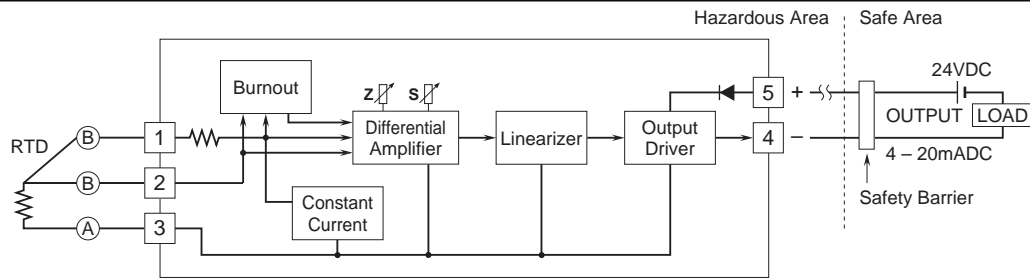 Hazardous Area
Safe Area
Burnout
Z
S
24VDC
5
+
RTD
B
1
Differential
Amplifier
Linearizer
Output
Driver
4
–
OUTPUT
LOAD
4 – 20mADC
B
2
Safety Barrier
Constant
Current
A
3